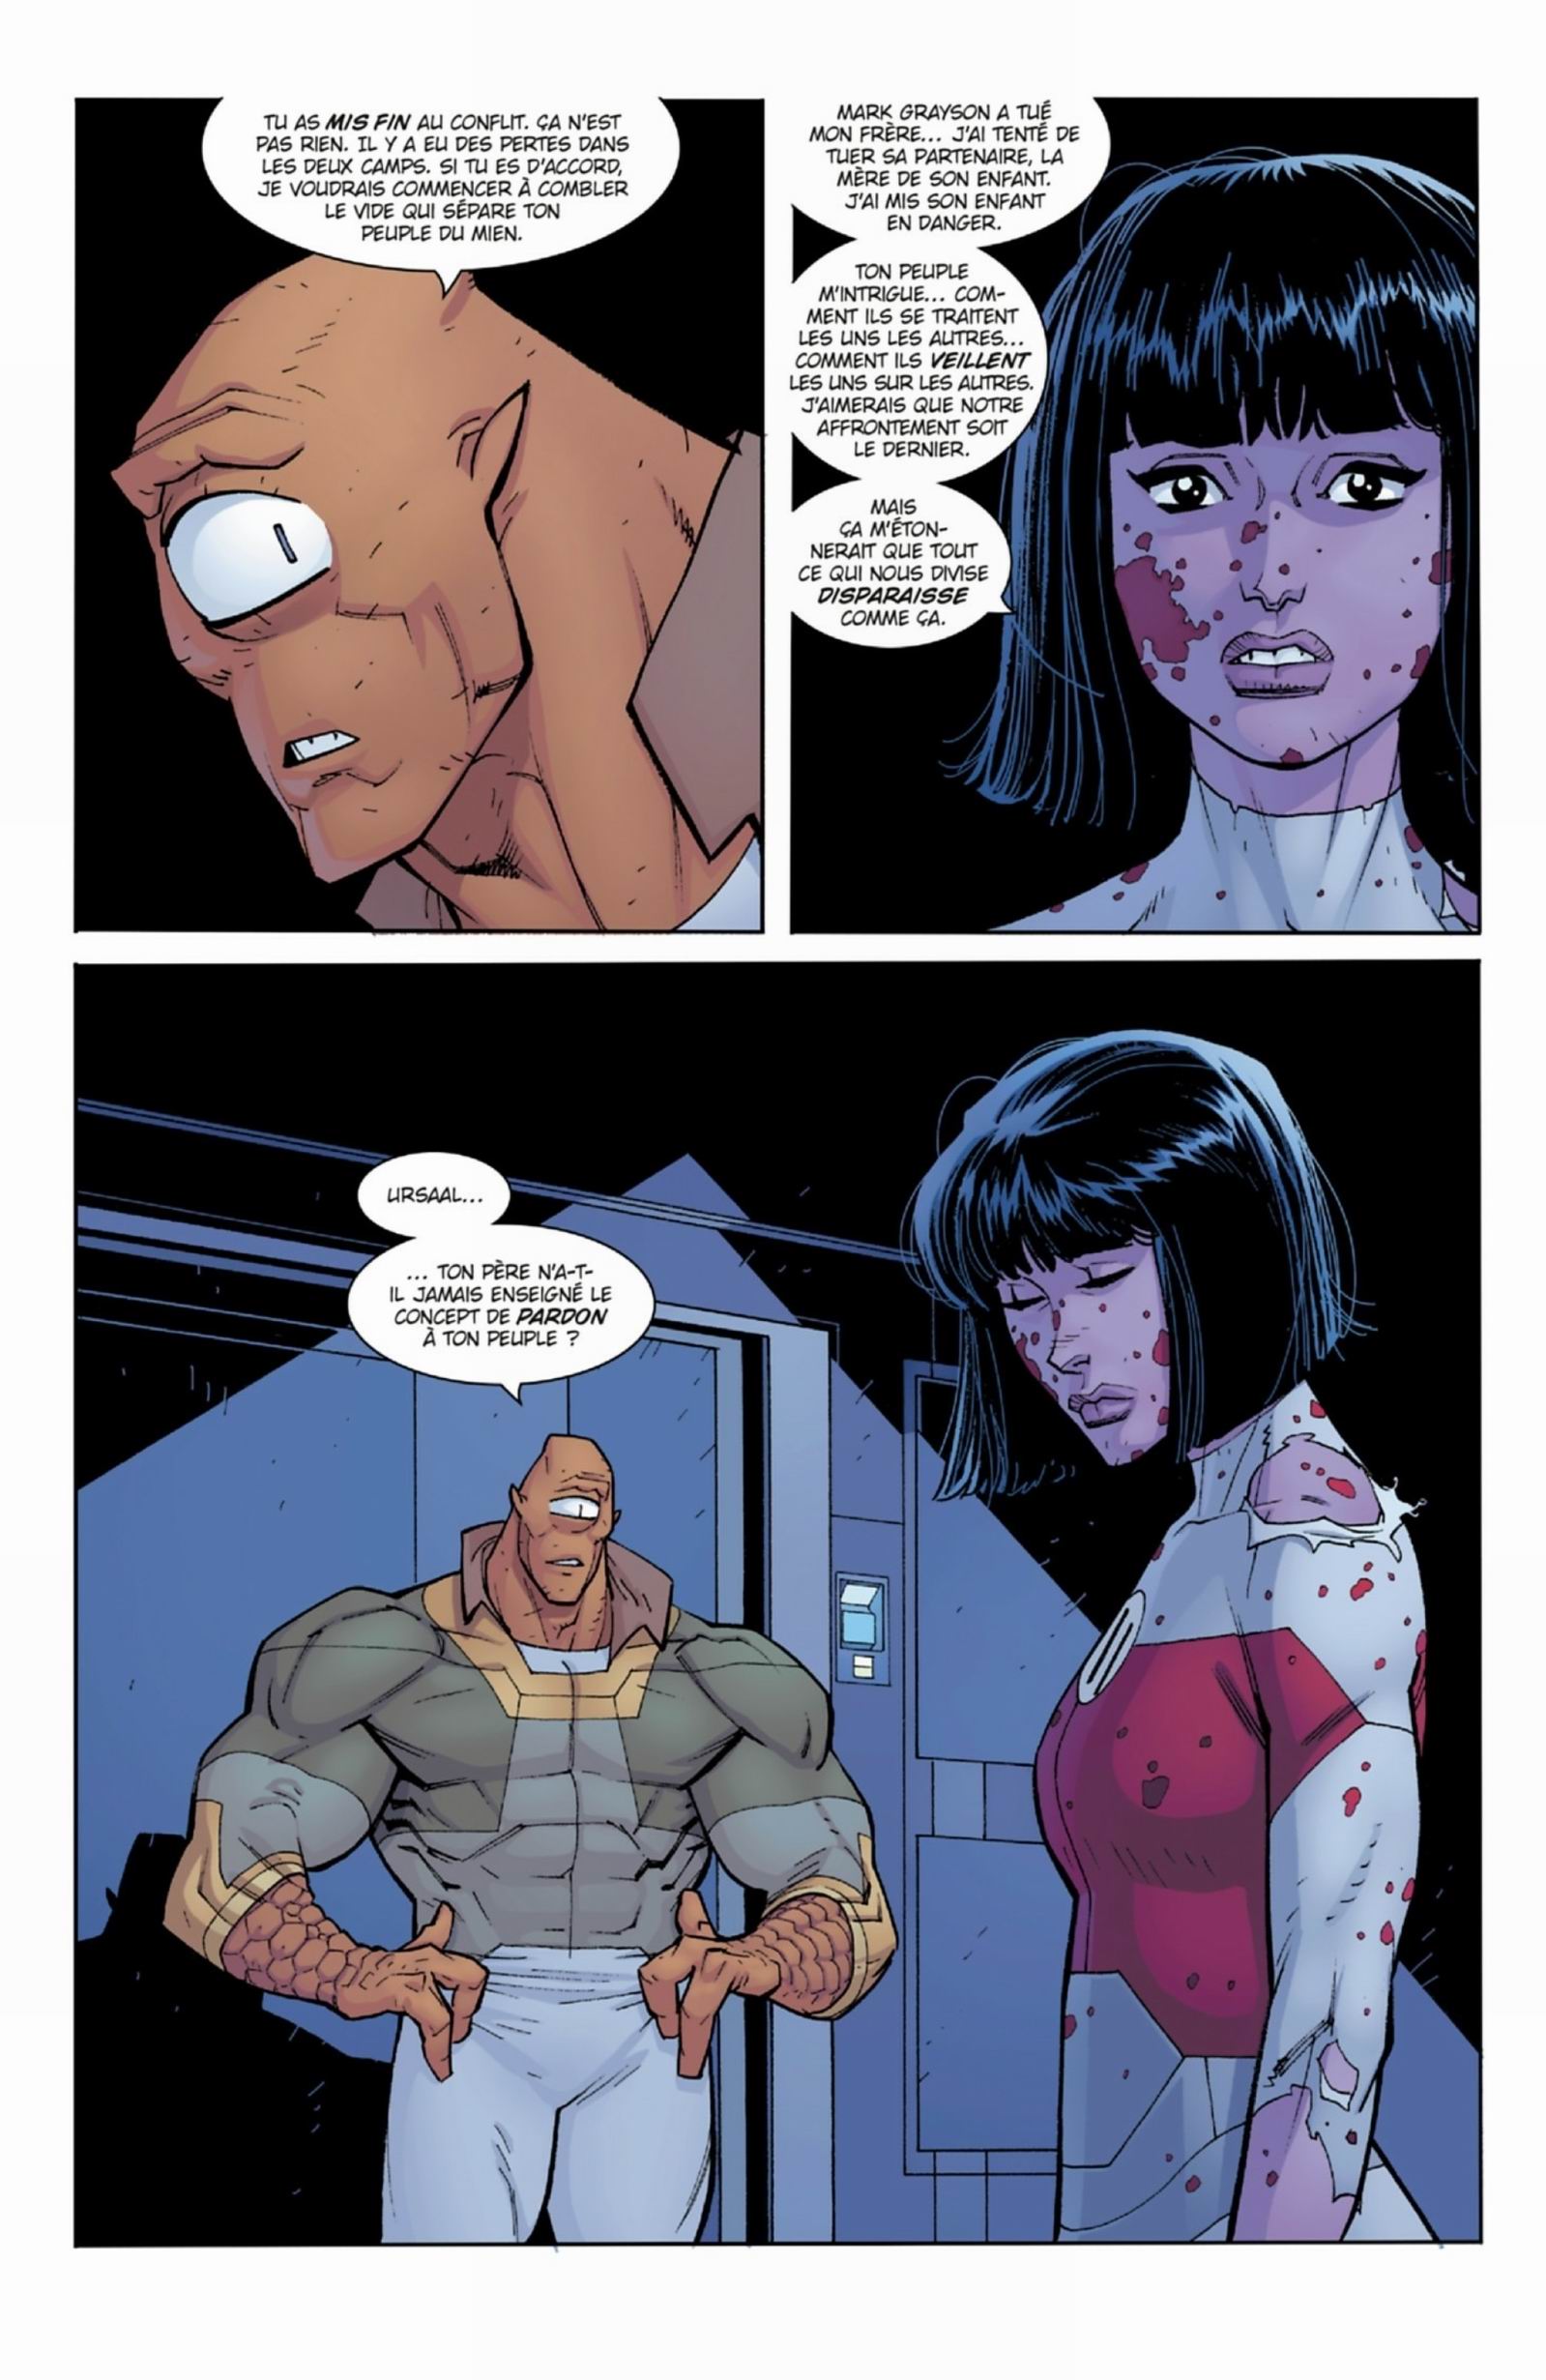 TU AS MIS FIN AU CONFLIT. ÇA N'EST
PAS RIEN. IL Y A EU DES PERTES DANS
LES DEUX CAMPS. SI TU ES D'ACCORD,
JE VOUDRAIS COMMENCER À COMBLER
LE VIDE QUI SÉPARE TON
PEUPLE DU MIEN.
MARK GRAYSON A TUÉ
MON FRÈRE... J'AI TENTÉ DE
TUER SA PARTENAIRE, LA
MÈRE DE SON ENFANT.
J'AI MIS SON ENFANT
EN DANGER.
TON PEUPLE
M'INTRIGUE... COM-
MENT ILS SE TRAITENT
LES UNS LES AUTRES...
COMMENT ILS VEILLENT
LES UNS SUR LES AUTRES.
J'AIMERAIS QUE NOTRE
AFFRONTEMENT SOIT
LE DERNIER.
MAIS
ÇA M'ÉTON-
NERAIT QUE TOUT
CE QUI NOUS DIVISE
DISPARAISSE
COMME ÇA.
URSAAL...
... TON PÈRE N'A-T-
IL JAMAIS ENSEIGNÉ LE
CONCEPT DE PARDON
À TON PEUPLE ?